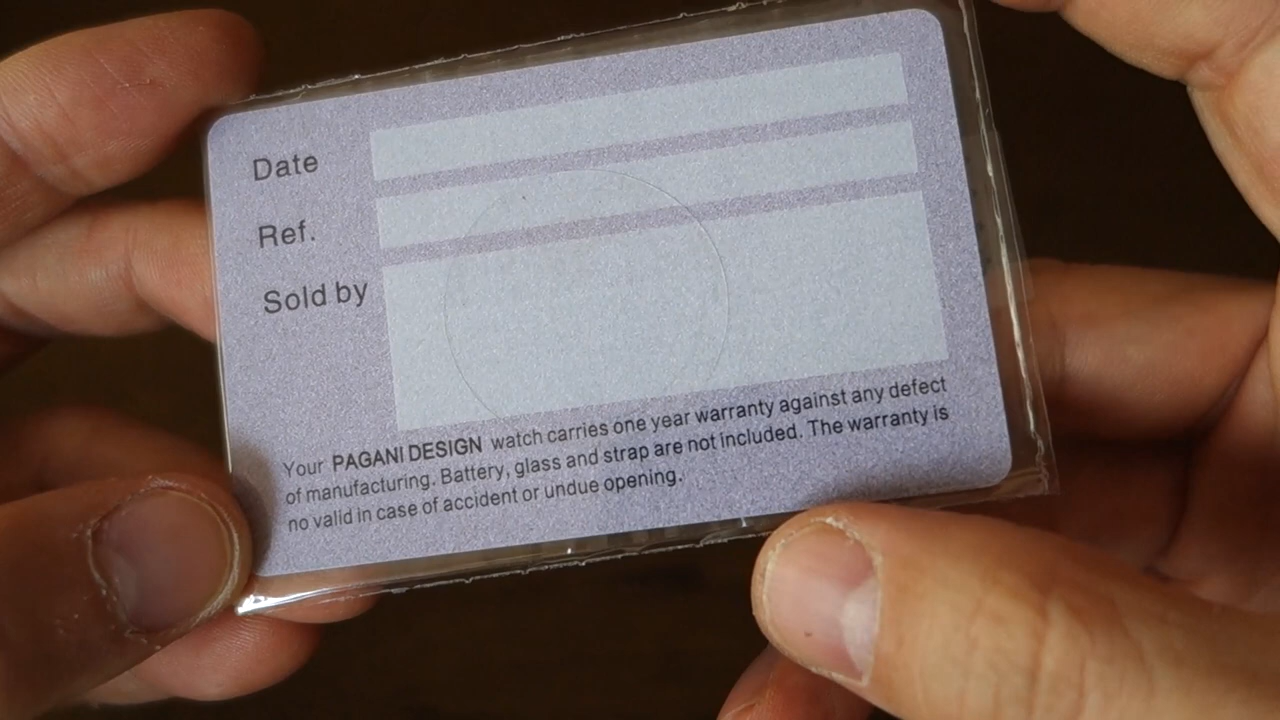 Date
Ref.
Sold by
Your PAGANI DESIGN watch carries one year warranty against any defect
of manufacturing. Battery, glass and strap are not included. The warranty is
no valid in case of accident or undue opening.